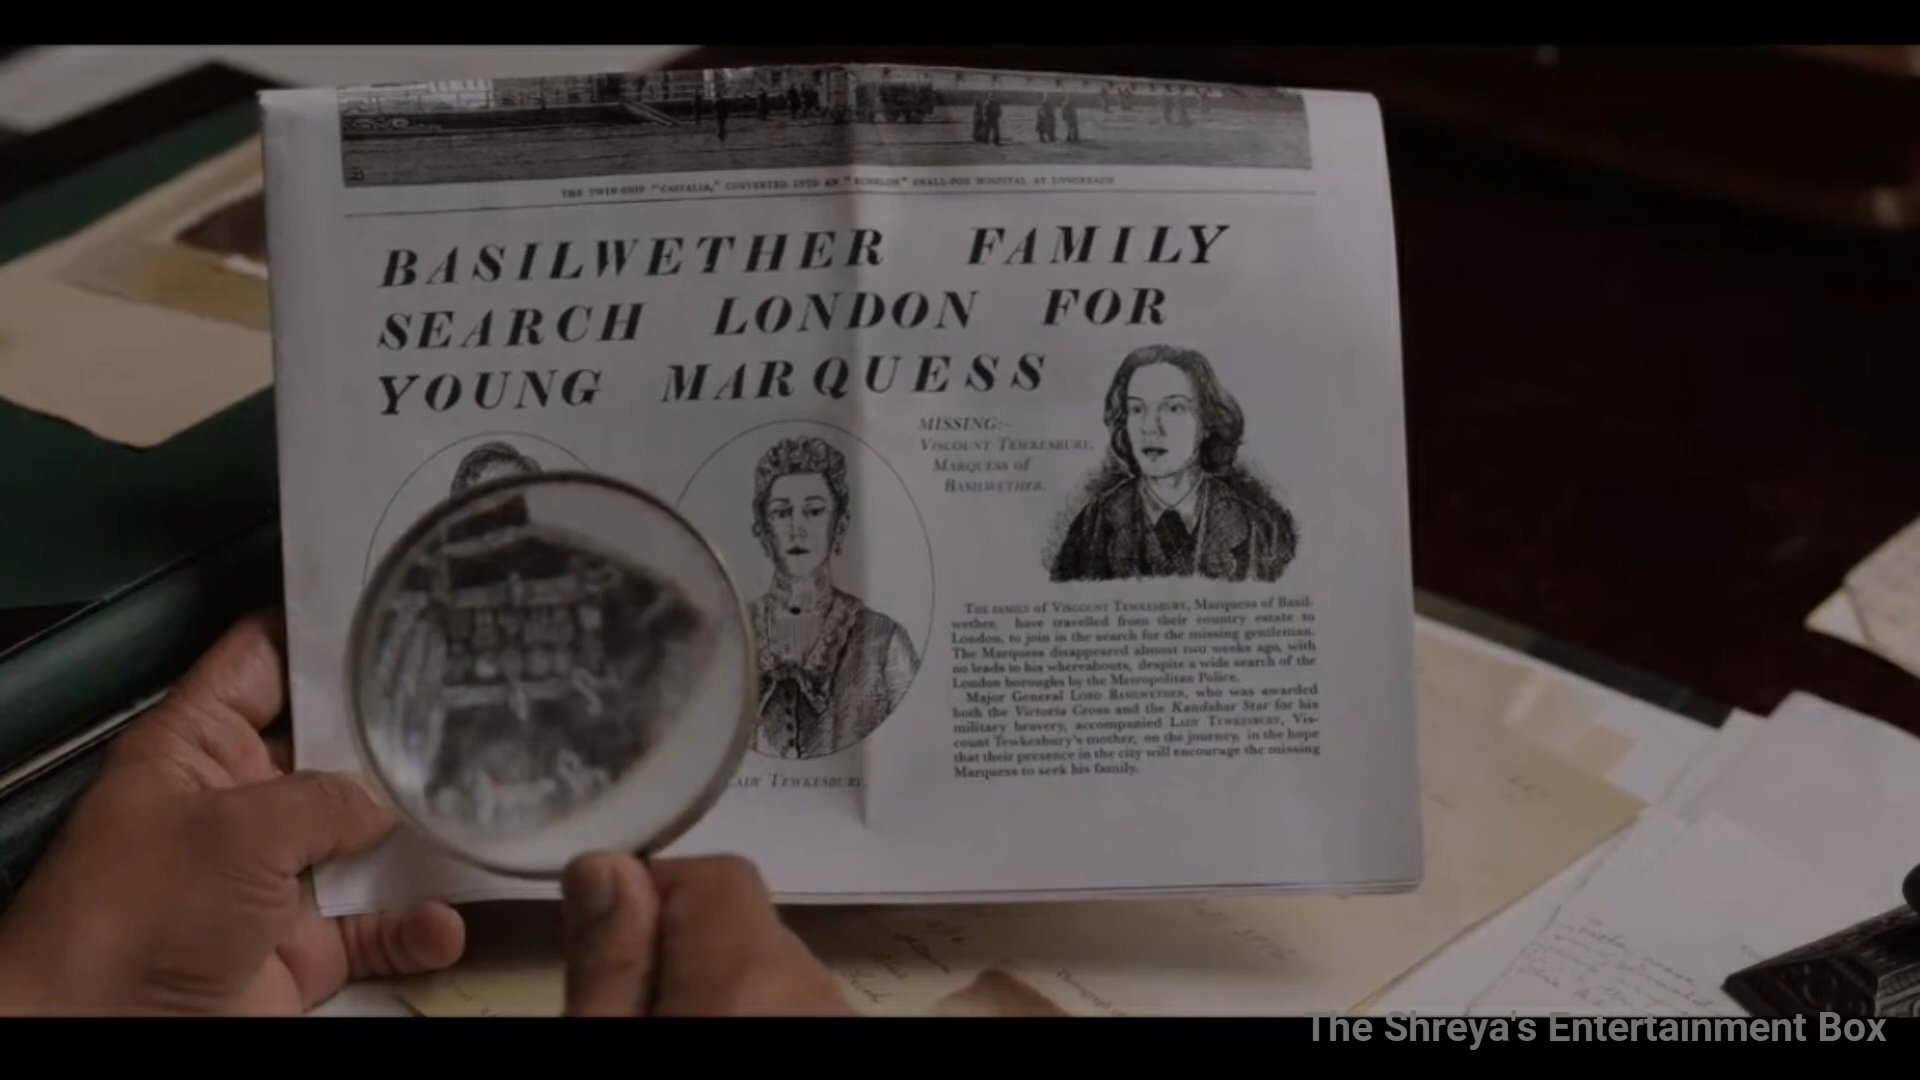 THE TWIN-SHIP "CASTALIA," CONVERTED INTO AN "ECHELON" SMALL-POX HOSPITAL AT LONGREACH
BASILWETHER FAMILY
SEARCH LONDON FOR
YOUNG MARQUESS
MISSING:—
VISCOUNT TEWKESBURY,
MARQUESS of
BASILWETHER.
LADY TEWKESBURY.
THE FAMILY of VISCOUNT TEWKESBURY, Marquess of Basil-
wether, have travelled from their country estate to
London, to join in the search for the missing gentleman.
The Marquess disappeared almost two weeks ago, with
no leads to his whereabouts, despite a wide search of the
London boroughs by the Metropolitan Police.
Major General LORD BASILWETHER, who was awarded
both the Victoria Cross and the Kandahar Star for his
military bravery, accompanied LADY TEWKESBURY, Vis-
count Tewkesbury's mother, on the journey, in the hope
that their presence in the city will encourage the missing
Marquess to seek his family.
Photograph
The Shreya's Entertainment Box